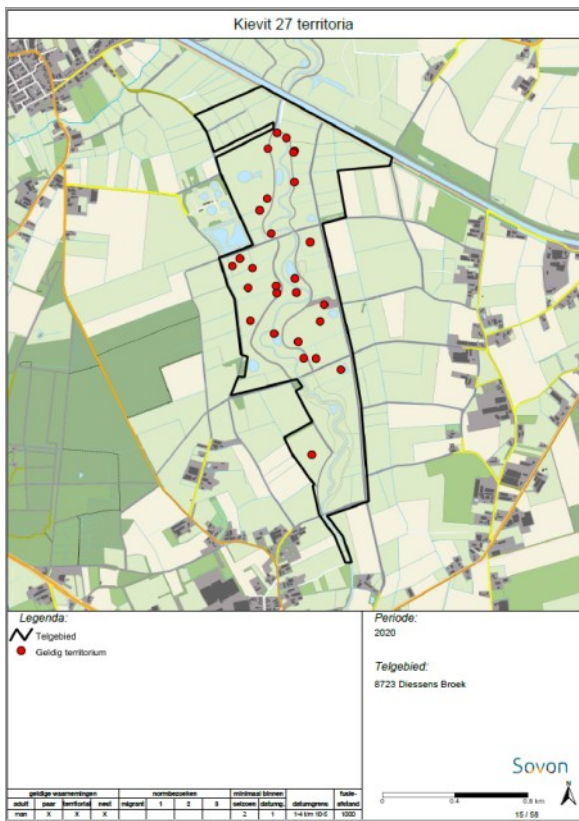 Kievit 27 territoria
Legenda:
Telgebied
Geldig territorium
Periode:
2020
Telgebied:
8723 Diessens Broek
Sovon
0 0.4 0.8 km
N
15 / 58
geldige waarnemingen normbezoeken minimaal binnen fusie-
adult paar territoriaal nest migrant 1 2 3 seizoen datumg. datumgrens afstand
man X X X 2 1 1-4 t/m 10-5 1000